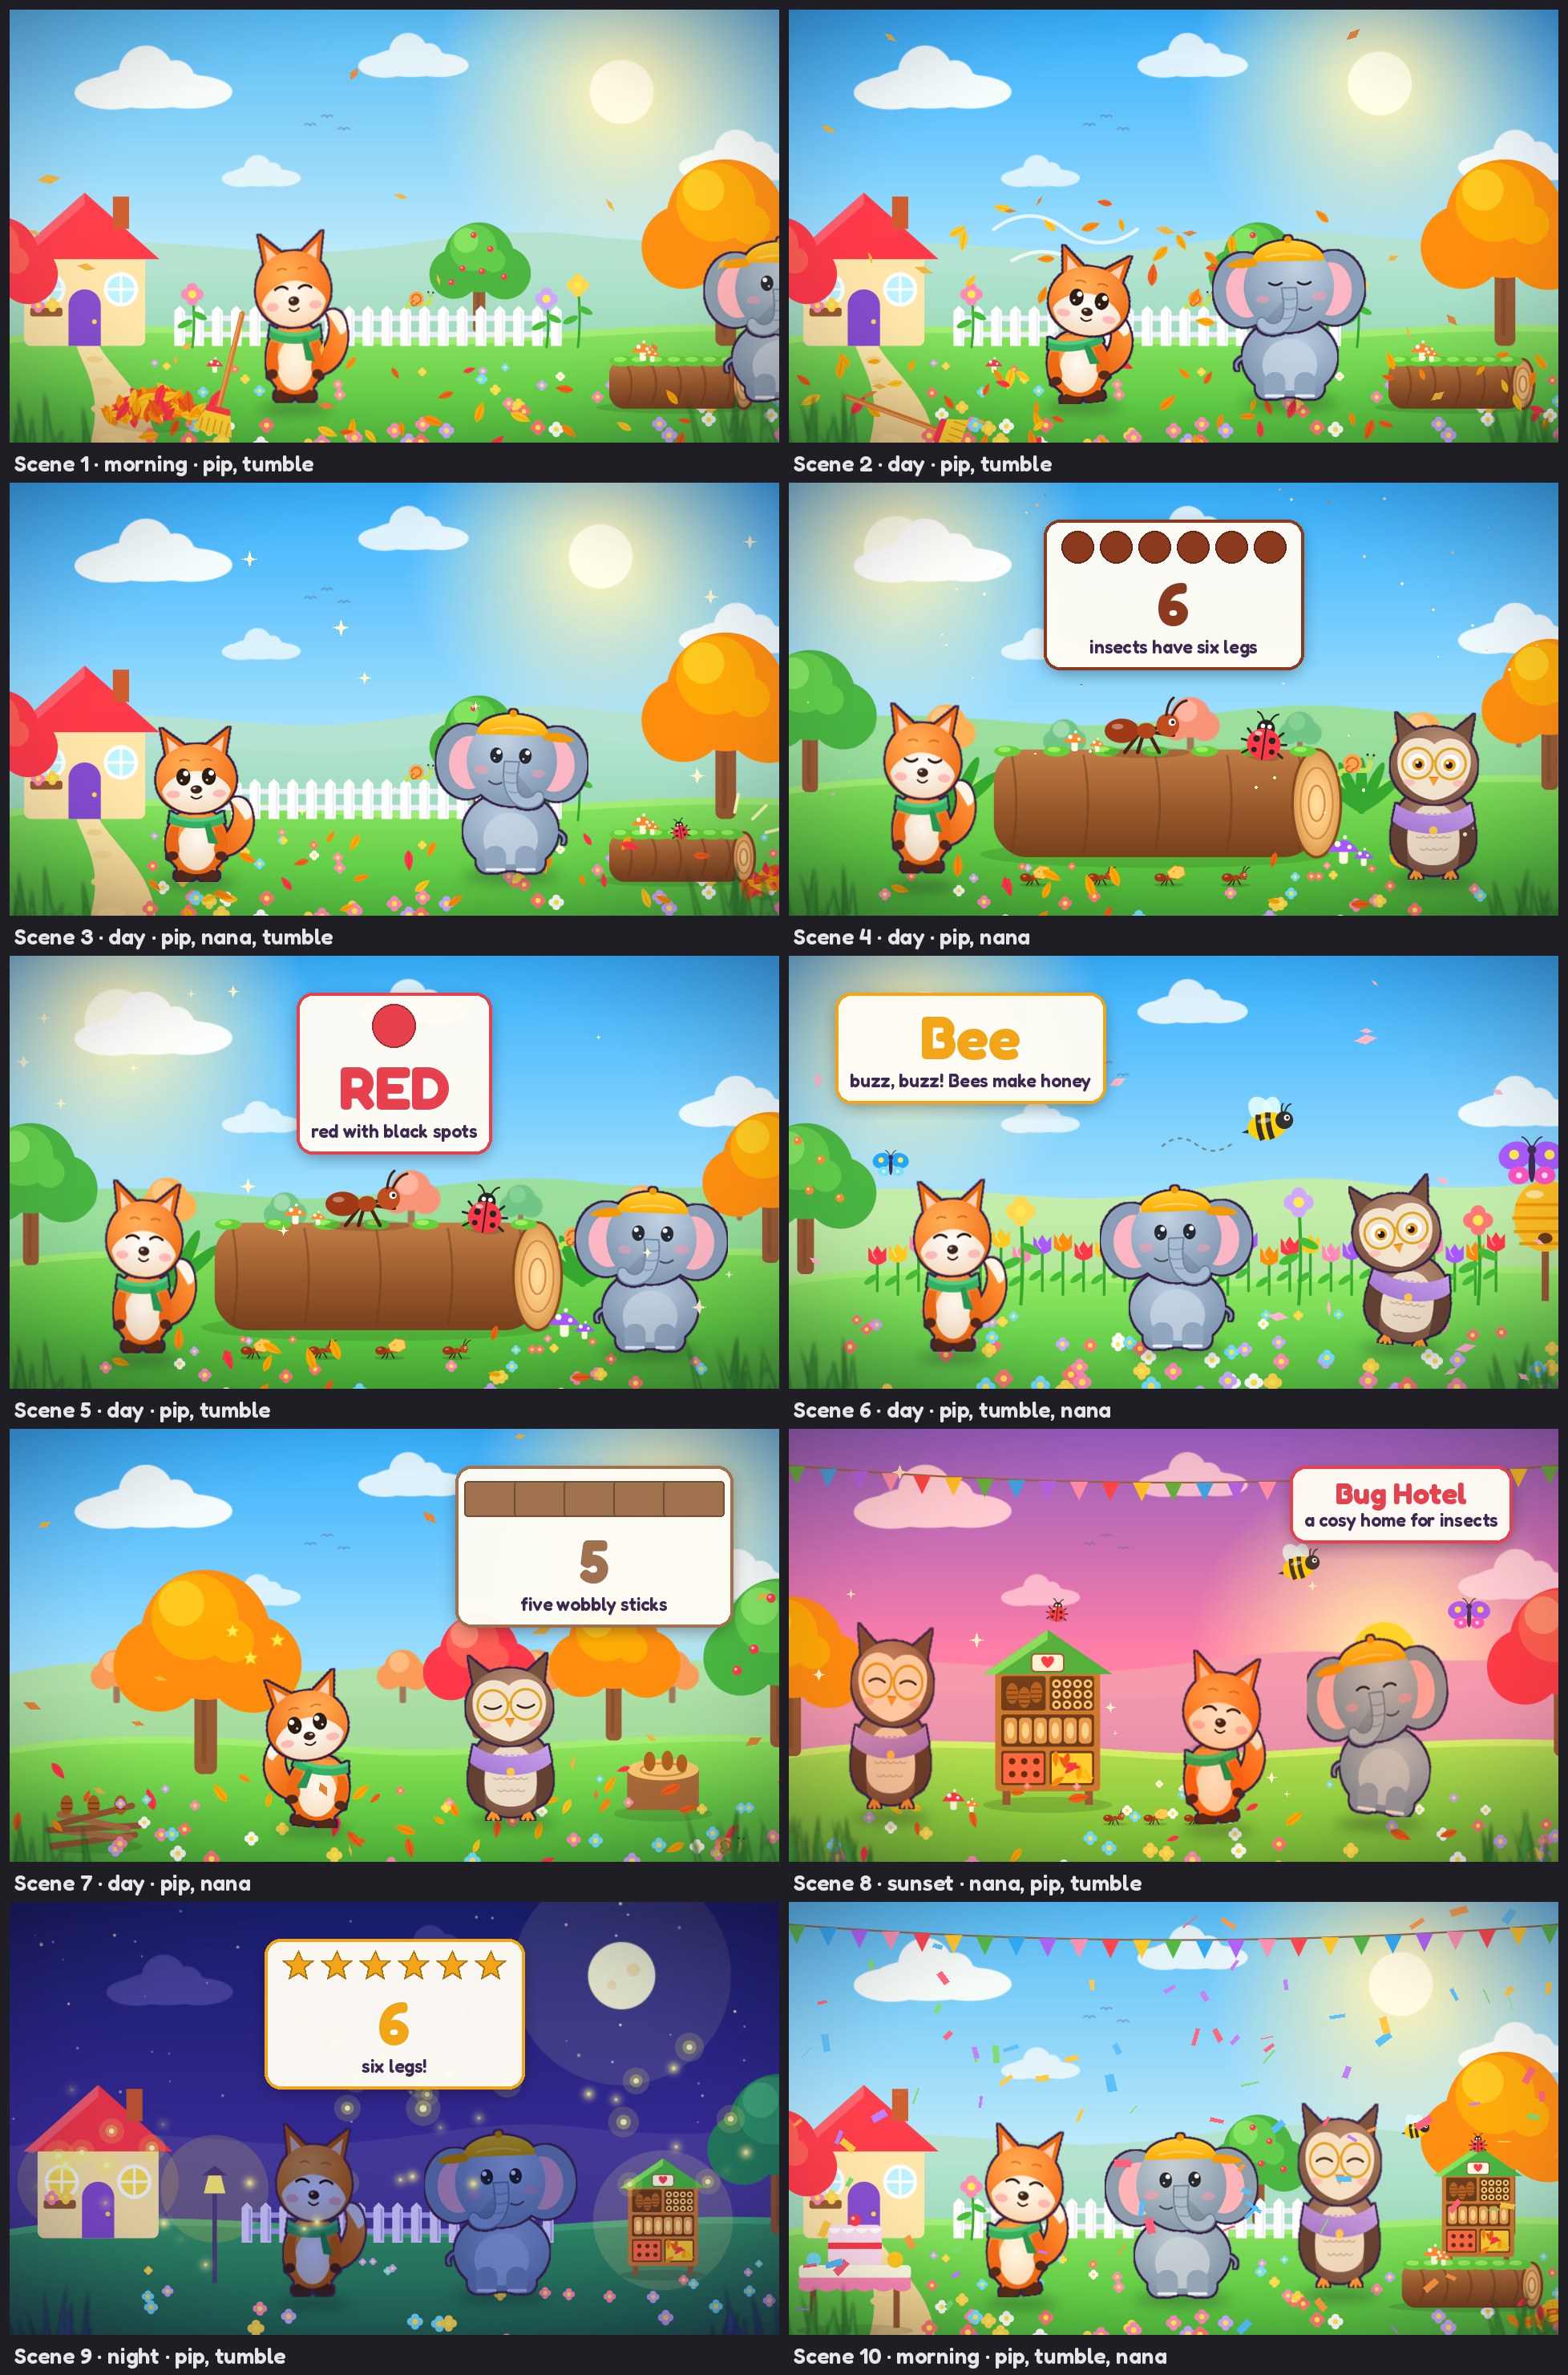 Scene 1 · morning · pip, tumble
Scene 2 · day · pip, tumble
Scene 3 · day · pip, nana, tumble
6
insects have six legs
Scene 4 · day · pip, nana
RED
red with black spots
Scene 5 · day · pip, tumble
Bee
buzz, buzz! Bees make honey
Scene 6 · day · pip, tumble, nana
5
five wobbly sticks
Scene 7 · day · pip, nana
Bug Hotel
a cosy home for insects
Scene 8 · sunset · nana, pip, tumble
6
six legs!
Scene 9 · night · pip, tumble
Scene 10 · morning · pip, tumble, nana